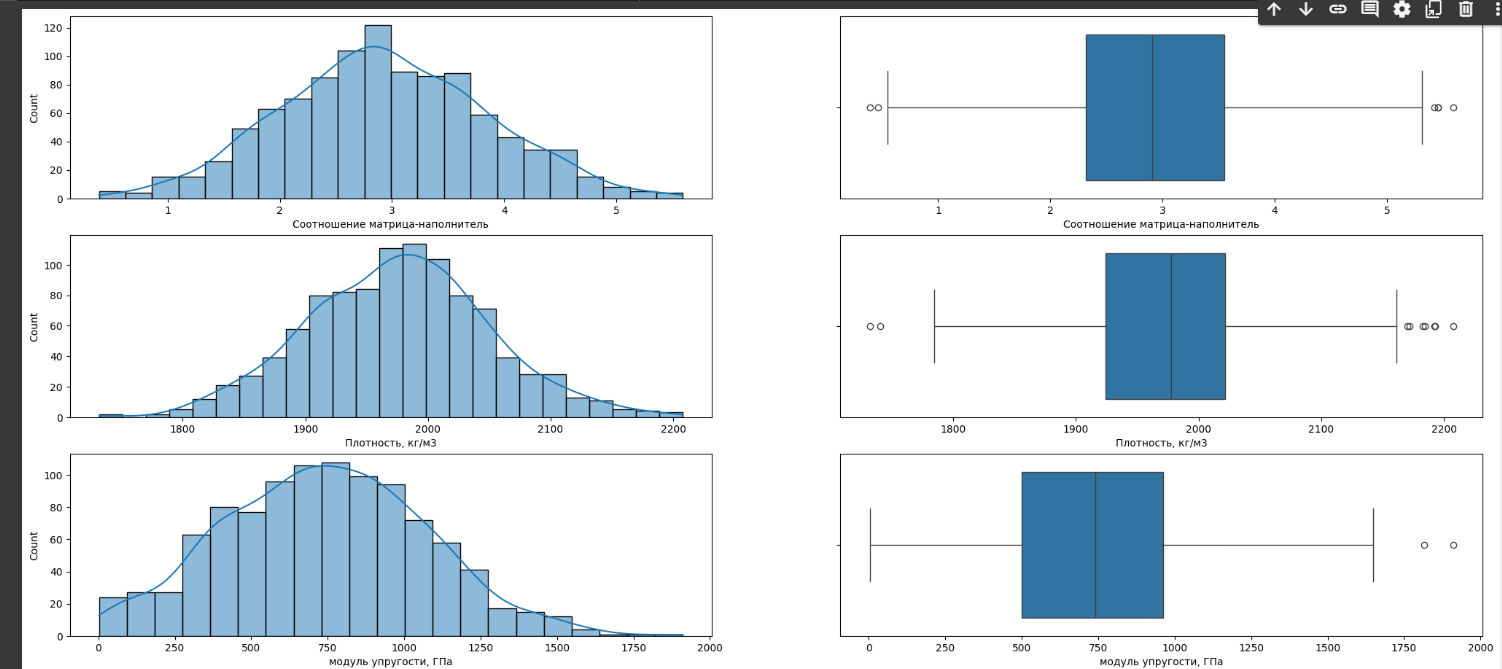 120
100
80
60
40
20
0
Count
1 2 3 4 5
Соотношение матрица-наполнитель
1 2 3 4 5
Соотношение матрица-наполнитель
100
80
60
40
20
0
Count
1800 1900 2000 2100 2200
Плотность, кг/м3
1800 1900 2000 2100 2200
Плотность, кг/м3
100
80
60
40
20
0
Count
0 250 500 750 1000 1250 1500 1750 2000
модуль упругости, ГПа
0 250 500 750 1000 1250 1500 1750 2000
модуль упругости, ГПа